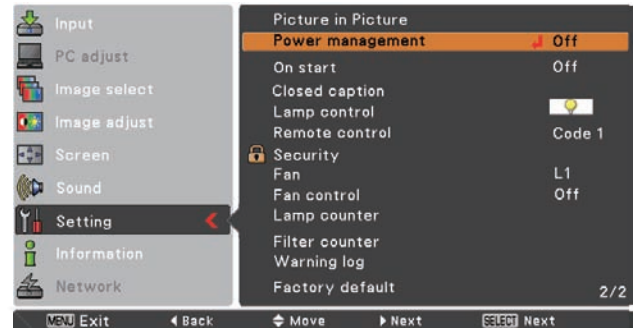 Input
PC adjust
Image select
Image adjust
Screen
Sound
Setting
Information
Network
Picture in Picture
Power management Off
On start Off
Closed caption
Lamp control
Remote control Code 1
Security
Fan L1
Fan control Off
Lamp counter
Filter counter
Warning log
Factory default 2/2
MENU Exit Back Move Next SELECT Next